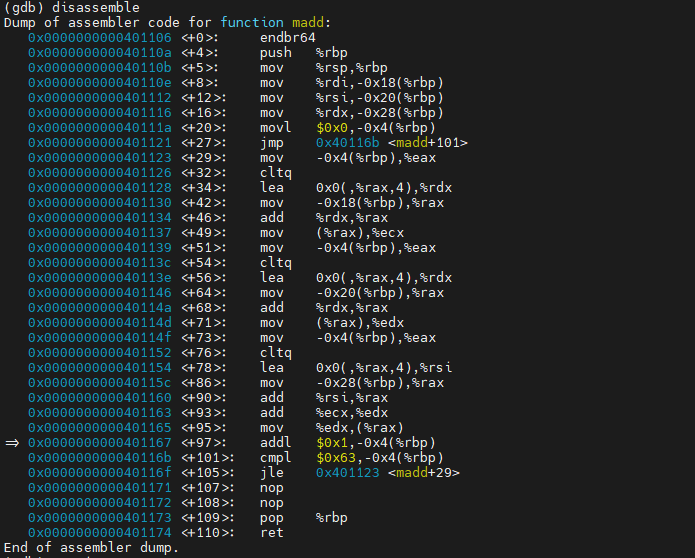 (gdb) disassemble
Dump of assembler code for function madd:
   0x0000000000401106 <+0>:     endbr64
   0x000000000040110a <+4>:     push   %rbp
   0x000000000040110b <+5>:     mov    %rsp,%rbp
   0x000000000040110e <+8>:     mov    %rdi,-0x18(%rbp)
   0x0000000000401112 <+12>:    mov    %rsi,-0x20(%rbp)
   0x0000000000401116 <+16>:    mov    %rdx,-0x28(%rbp)
   0x000000000040111a <+20>:    movl   $0x0,-0x4(%rbp)
   0x0000000000401121 <+27>:    jmp    0x40116b <madd+101>
   0x0000000000401123 <+29>:    mov    -0x4(%rbp),%eax
   0x0000000000401126 <+32>:    cltq
   0x0000000000401128 <+34>:    lea    0x0(,%rax,4),%rdx
   0x0000000000401130 <+42>:    mov    -0x18(%rbp),%rax
   0x0000000000401134 <+46>:    add    %rdx,%rax
   0x0000000000401137 <+49>:    mov    (%rax),%ecx
   0x0000000000401139 <+51>:    mov    -0x4(%rbp),%eax
   0x000000000040113c <+54>:    cltq
   0x000000000040113e <+56>:    lea    0x0(,%rax,4),%rdx
   0x0000000000401146 <+64>:    mov    -0x20(%rbp),%rax
   0x000000000040114a <+68>:    add    %rdx,%rax
   0x000000000040114d <+71>:    mov    (%rax),%edx
   0x000000000040114f <+73>:    mov    -0x4(%rbp),%eax
   0x0000000000401152 <+76>:    cltq
   0x0000000000401154 <+78>:    lea    0x0(,%rax,4),%rsi
   0x000000000040115c <+86>:    mov    -0x28(%rbp),%rax
   0x0000000000401160 <+90>:    add    %rsi,%rax
   0x0000000000401163 <+93>:    add    %ecx,%edx
   0x0000000000401165 <+95>:    mov    %edx,(%rax)
=> 0x0000000000401167 <+97>:    addl   $0x1,-0x4(%rbp)
   0x000000000040116b <+101>:   cmpl   $0x63,-0x4(%rbp)
   0x000000000040116f <+105>:   jle    0x401123 <madd+29>
   0x0000000000401171 <+107>:   nop
   0x0000000000401172 <+108>:   nop
   0x0000000000401173 <+109>:   pop    %rbp
   0x0000000000401174 <+110>:   ret
End of assembler dump.